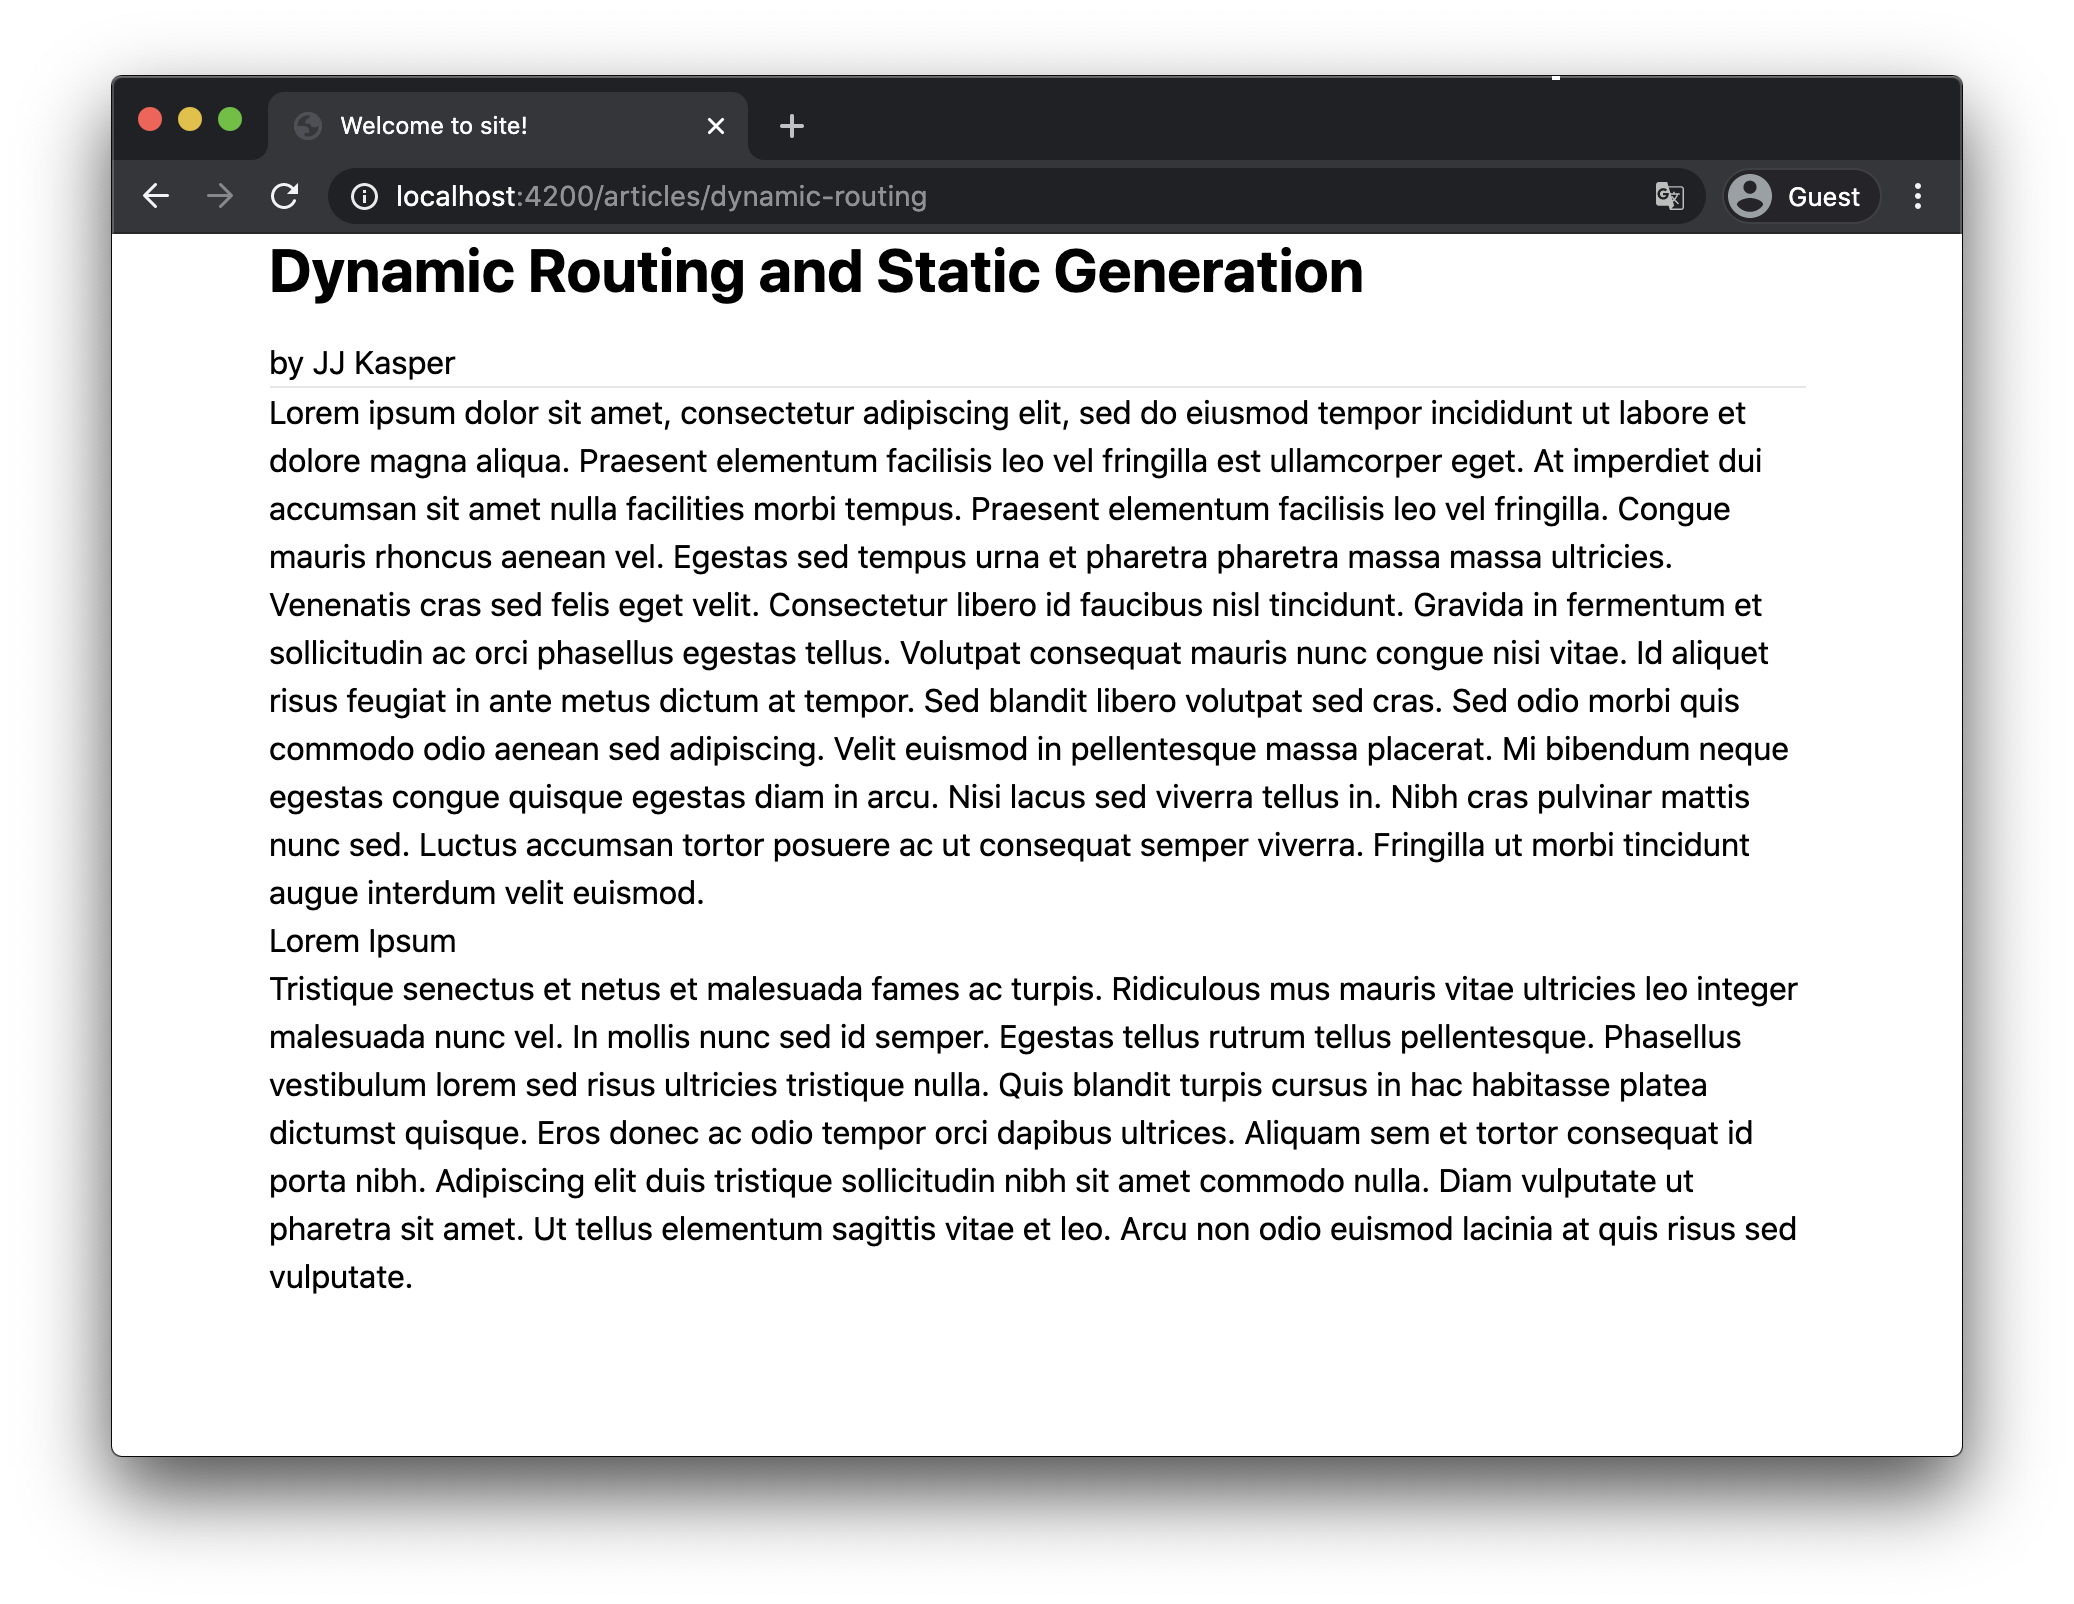 Welcome to site!
localhost:4200/articles/dynamic-routing
Guest
Dynamic Routing and Static Generation
by JJ Kasper
Lorem ipsum dolor sit amet, consectetur adipiscing elit, sed do eiusmod tempor incididunt ut labore et
dolore magna aliqua. Praesent elementum facilisis leo vel fringilla est ullamcorper eget. At imperdiet dui
accumsan sit amet nulla facilities morbi tempus. Praesent elementum facilisis leo vel fringilla. Congue
mauris rhoncus aenean vel. Egestas sed tempus urna et pharetra pharetra massa massa ultricies.
Venenatis cras sed felis eget velit. Consectetur libero id faucibus nisl tincidunt. Gravida in fermentum et
sollicitudin ac orci phasellus egestas tellus. Volutpat consequat mauris nunc congue nisi vitae. Id aliquet
risus feugiat in ante metus dictum at tempor. Sed blandit libero volutpat sed cras. Sed odio morbi quis
commodo odio aenean sed adipiscing. Velit euismod in pellentesque massa placerat. Mi bibendum neque
egestas congue quisque egestas diam in arcu. Nisi lacus sed viverra tellus in. Nibh cras pulvinar mattis
nunc sed. Luctus accumsan tortor posuere ac ut consequat semper viverra. Fringilla ut morbi tincidunt
augue interdum velit euismod.
Lorem Ipsum
Tristique senectus et netus et malesuada fames ac turpis. Ridiculous mus mauris vitae ultricies leo integer
malesuada nunc vel. In mollis nunc sed id semper. Egestas tellus rutrum tellus pellentesque. Phasellus
vestibulum lorem sed risus ultricies tristique nulla. Quis blandit turpis cursus in hac habitasse platea
dictumst quisque. Eros donec ac odio tempor orci dapibus ultrices. Aliquam sem et tortor consequat id
porta nibh. Adipiscing elit duis tristique sollicitudin nibh sit amet commodo nulla. Diam vulputate ut
pharetra sit amet. Ut tellus elementum sagittis vitae et leo. Arcu non odio euismod lacinia at quis risus sed
vulputate.